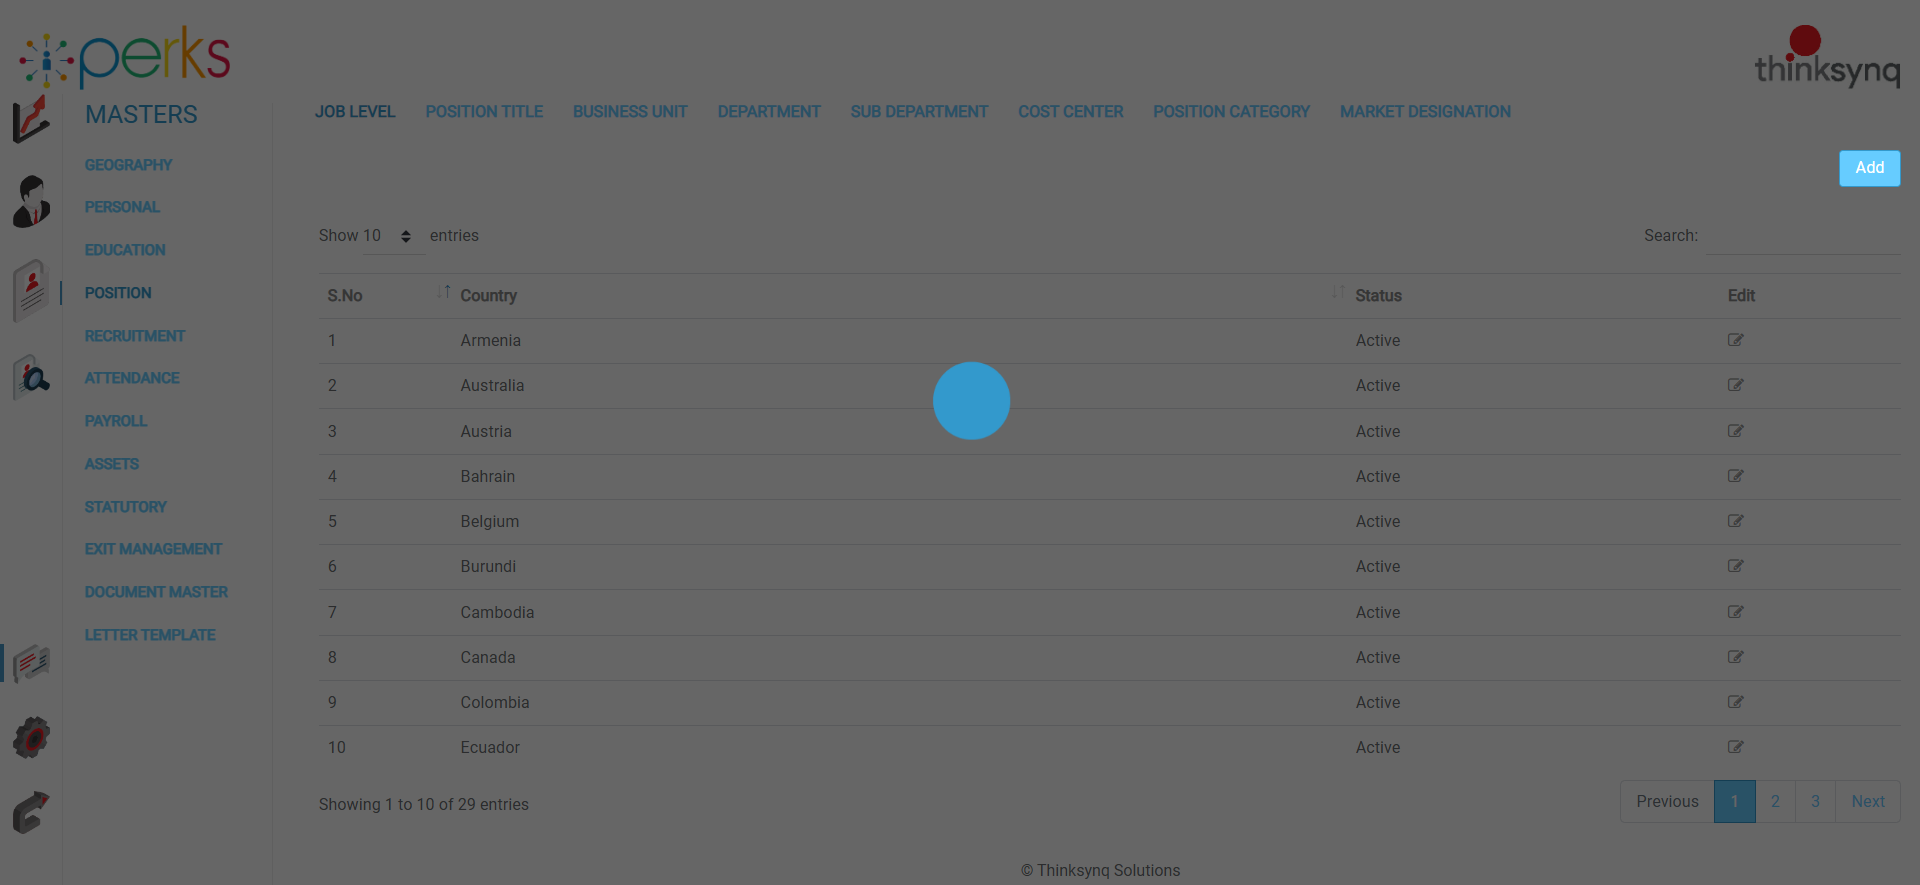 perks
thinksynq
MASTERS
JOB LEVEL POSITION TITLE BUSINESS UNIT DEPARTMENT SUB DEPARTMENT COST CENTER POSITION CATEGORY MARKET DESIGNATION
GEOGRAPHY
PERSONAL
EDUCATION
POSITION
RECRUITMENT
ATTENDANCE
PAYROLL
ASSETS
STATUTORY
EXIT MANAGEMENT
DOCUMENT MASTER
LETTER TEMPLATE
Add
Show 10 entries Search:
S.No Country Status Edit
1 Armenia Active
2 Australia Active
3 Austria Active
4 Bahrain Active
5 Belgium Active
6 Burundi Active
7 Cambodia Active
8 Canada Active
9 Colombia Active
10 Ecuador Active
Showing 1 to 10 of 29 entries Previous 1 2 3 Next
© Thinksynq Solutions